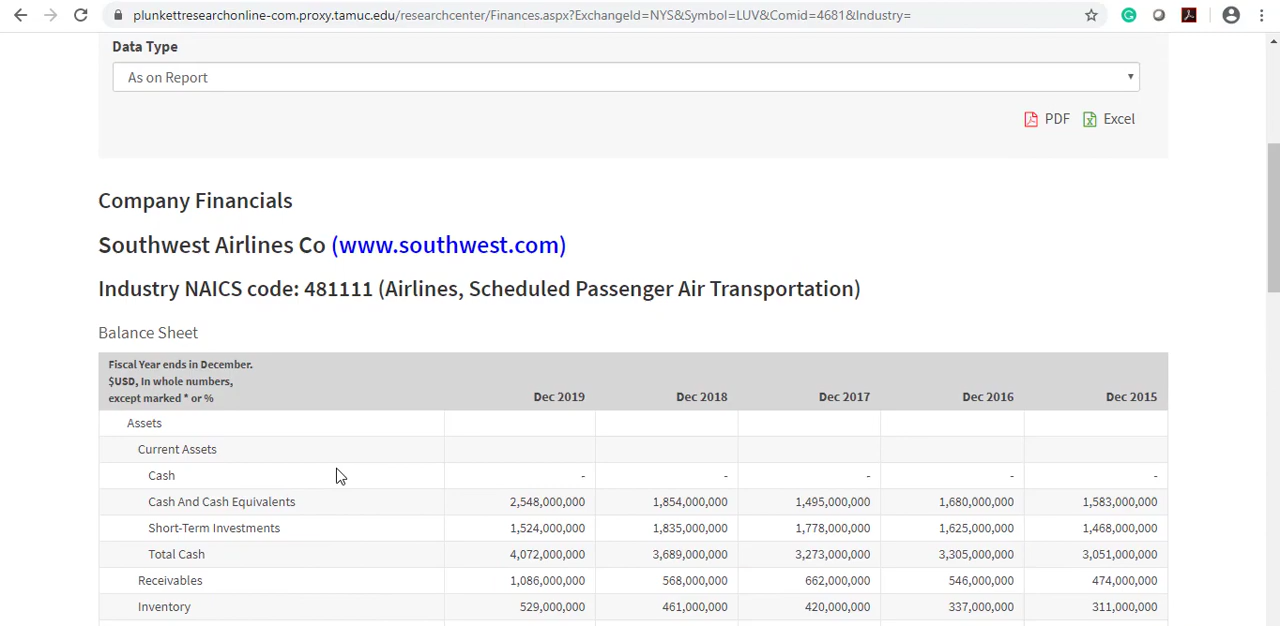 plunkettresearchonline-com.proxy.tamuc.edu/researchcenter/Finances.aspx?ExchangeId=NYS&Symbol=LUV&Comid=4681&Industry=
Data Type
As on Report
PDF Excel
Company Financials
Southwest Airlines Co (www.southwest.com)
Industry NAICS code: 481111 (Airlines, Scheduled Passenger Air Transportation)
Balance Sheet
Fiscal Year ends in December.
$USD, In whole numbers,
except marked * or % Dec 2019 Dec 2018 Dec 2017 Dec 2016 Dec 2015
Assets
Current Assets
Cash - - - - -
Cash And Cash Equivalents 2,548,000,000 1,854,000,000 1,495,000,000 1,680,000,000 1,583,000,000
Short-Term Investments 1,524,000,000 1,835,000,000 1,778,000,000 1,625,000,000 1,468,000,000
Total Cash 4,072,000,000 3,689,000,000 3,273,000,000 3,305,000,000 3,051,000,000
Receivables 1,086,000,000 568,000,000 662,000,000 546,000,000 474,000,000
Inventory 529,000,000 461,000,000 420,000,000 337,000,000 311,000,000